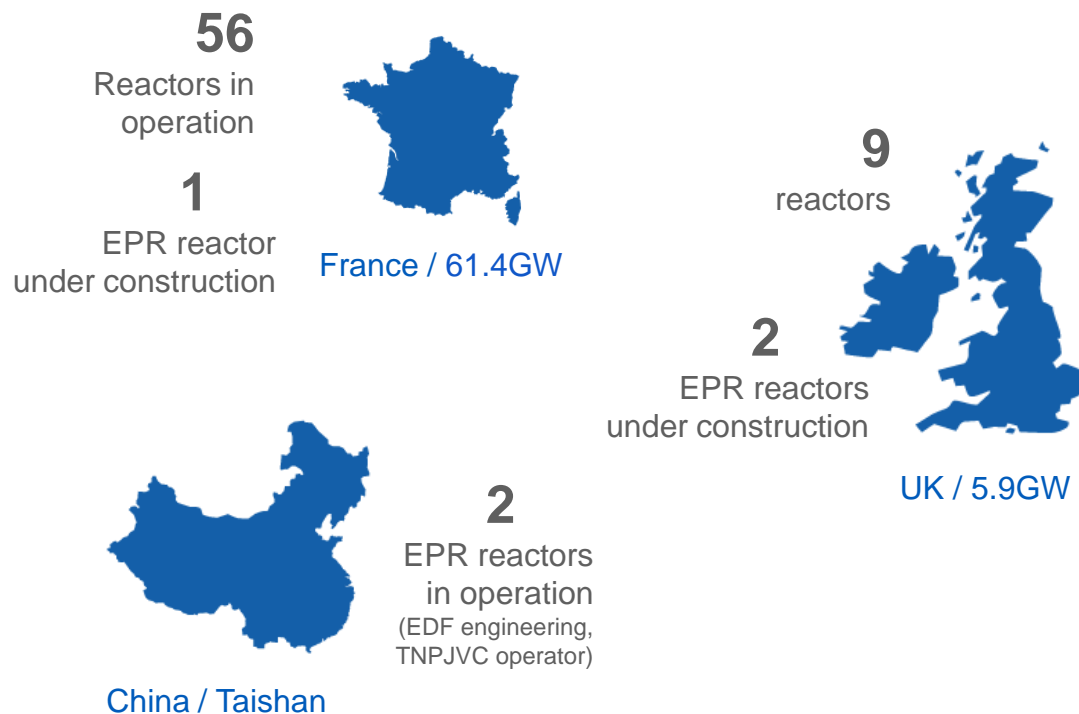 56
Reactors in
operation
1
EPR reactor
under construction
France / 61.4GW
9
reactors
2
EPR reactors
under construction
UK / 5.9GW
2
EPR reactors
in operation
(EDF engineering,
TNPJVC operator)
China / Taishan